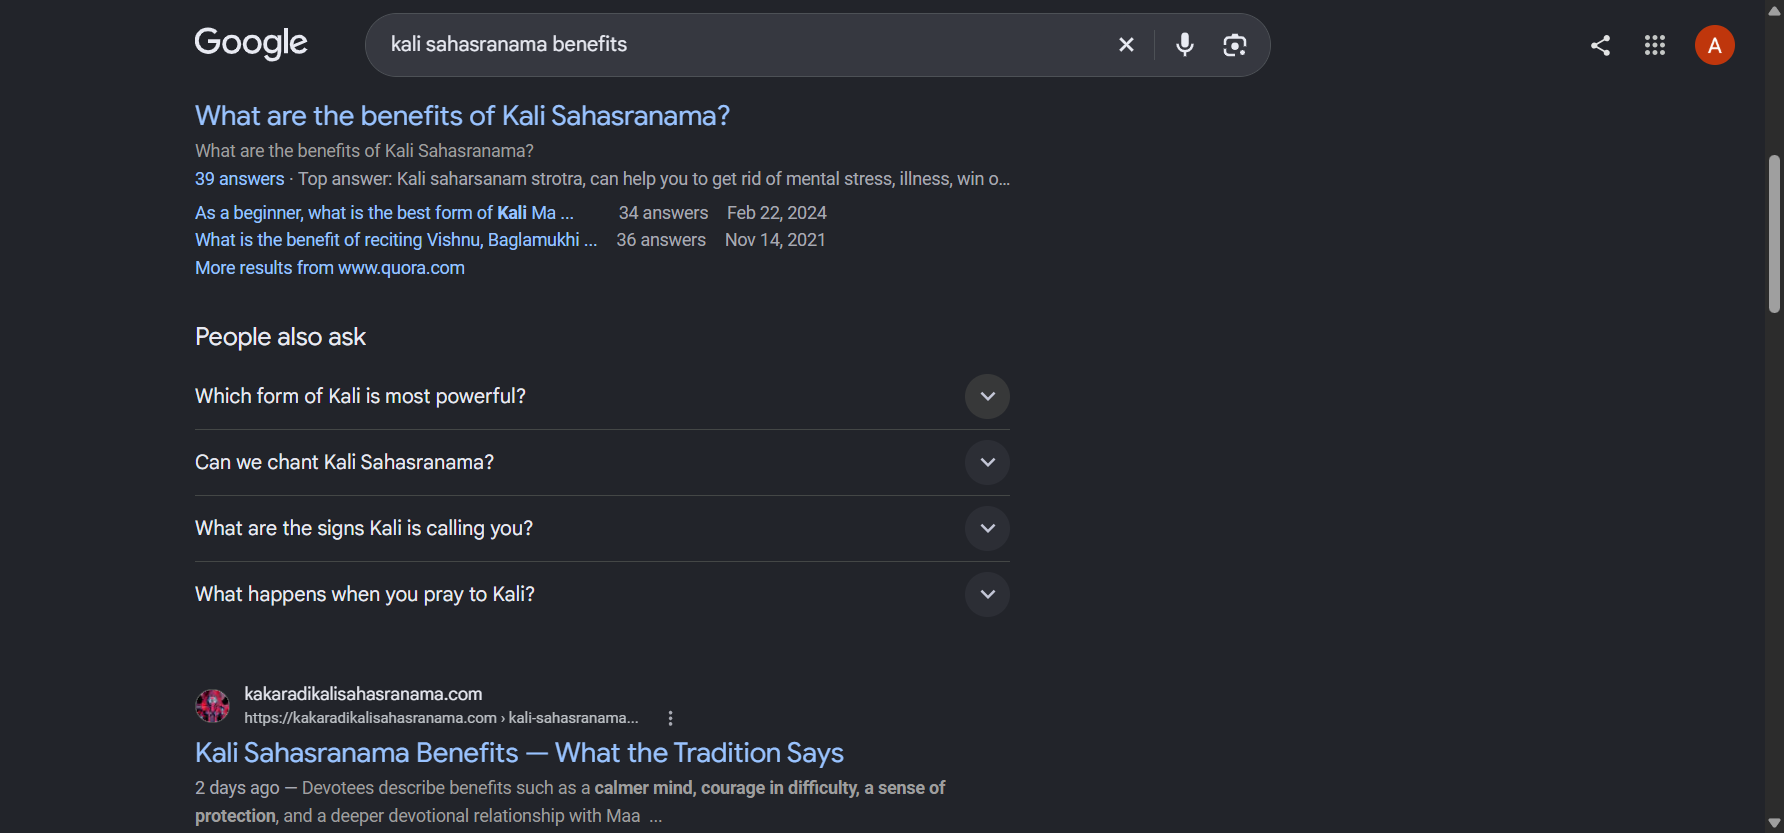 Google
kali sahasranama benefits
A
What are the benefits of Kali Sahasranama?
What are the benefits of Kali Sahasranama?
39 answers · Top answer: Kali saharsanam strotra, can help you to get rid of mental stress, illness, win o...
As a beginner, what is the best form of Kali Ma ... 34 answers Feb 22, 2024
What is the benefit of reciting Vishnu, Baglamukhi ... 36 answers Nov 14, 2021
More results from www.quora.com
People also ask
Which form of Kali is most powerful?
Can we chant Kali Sahasranama?
What are the signs Kali is calling you?
What happens when you pray to Kali?
kakaradikalisahasranama.com
https://kakaradikalisahasranama.com › kali-sahasranama...
Kali Sahasranama Benefits — What the Tradition Says
2 days ago — Devotees describe benefits such as a calmer mind, courage in difficulty, a sense of
protection, and a deeper devotional relationship with Maa ...